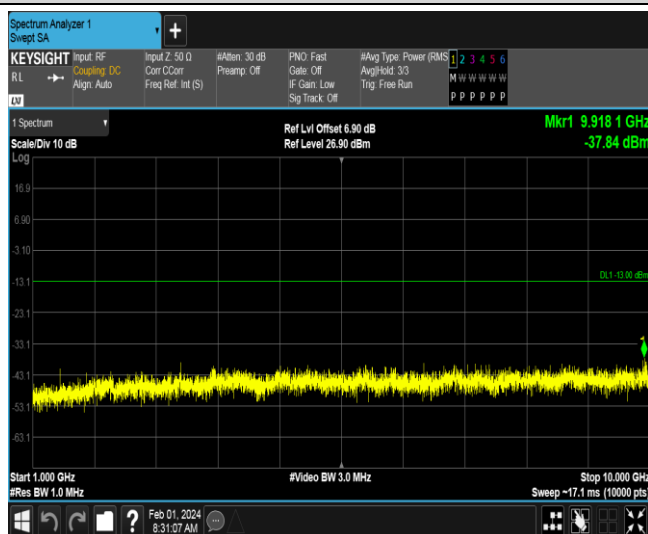 Spectrum Analyzer 1
Swept SA
+
KEYSIGHT
RL
LXI
Input: RF
Coupling: DC
Align: Auto
Input Z: 50 Ω
Corr CCorr
Freq Ref: Int (S)
#Atten: 30 dB
Preamp: Off
PNO: Fast
Gate: Off
IF Gain: Low
Sig Track: Off
#Avg Type: Power (RMS
Avg|Hold: 3/3
Trig: Free Run
1 2 3 4 5 6
M W W W W W
P P P P P P
1 Spectrum
Scale/Div 10 dB
Log
Ref Lvl Offset 6.90 dB
Ref Level 26.90 dBm
Mkr1 9.918 1 GHz
-37.84 dBm
16.9
6.90
-3.10
-13.1
DL1 -13.00 dBm
-23.1
-33.1
1
-43.1
-53.1
-63.1
Start 1.000 GHz
#Res BW 1.0 MHz
#Video BW 3.0 MHz
Stop 10.000 GHz
Sweep ~17.1 ms (10000 pts)
?
Feb 01, 2024
8:31:07 AM